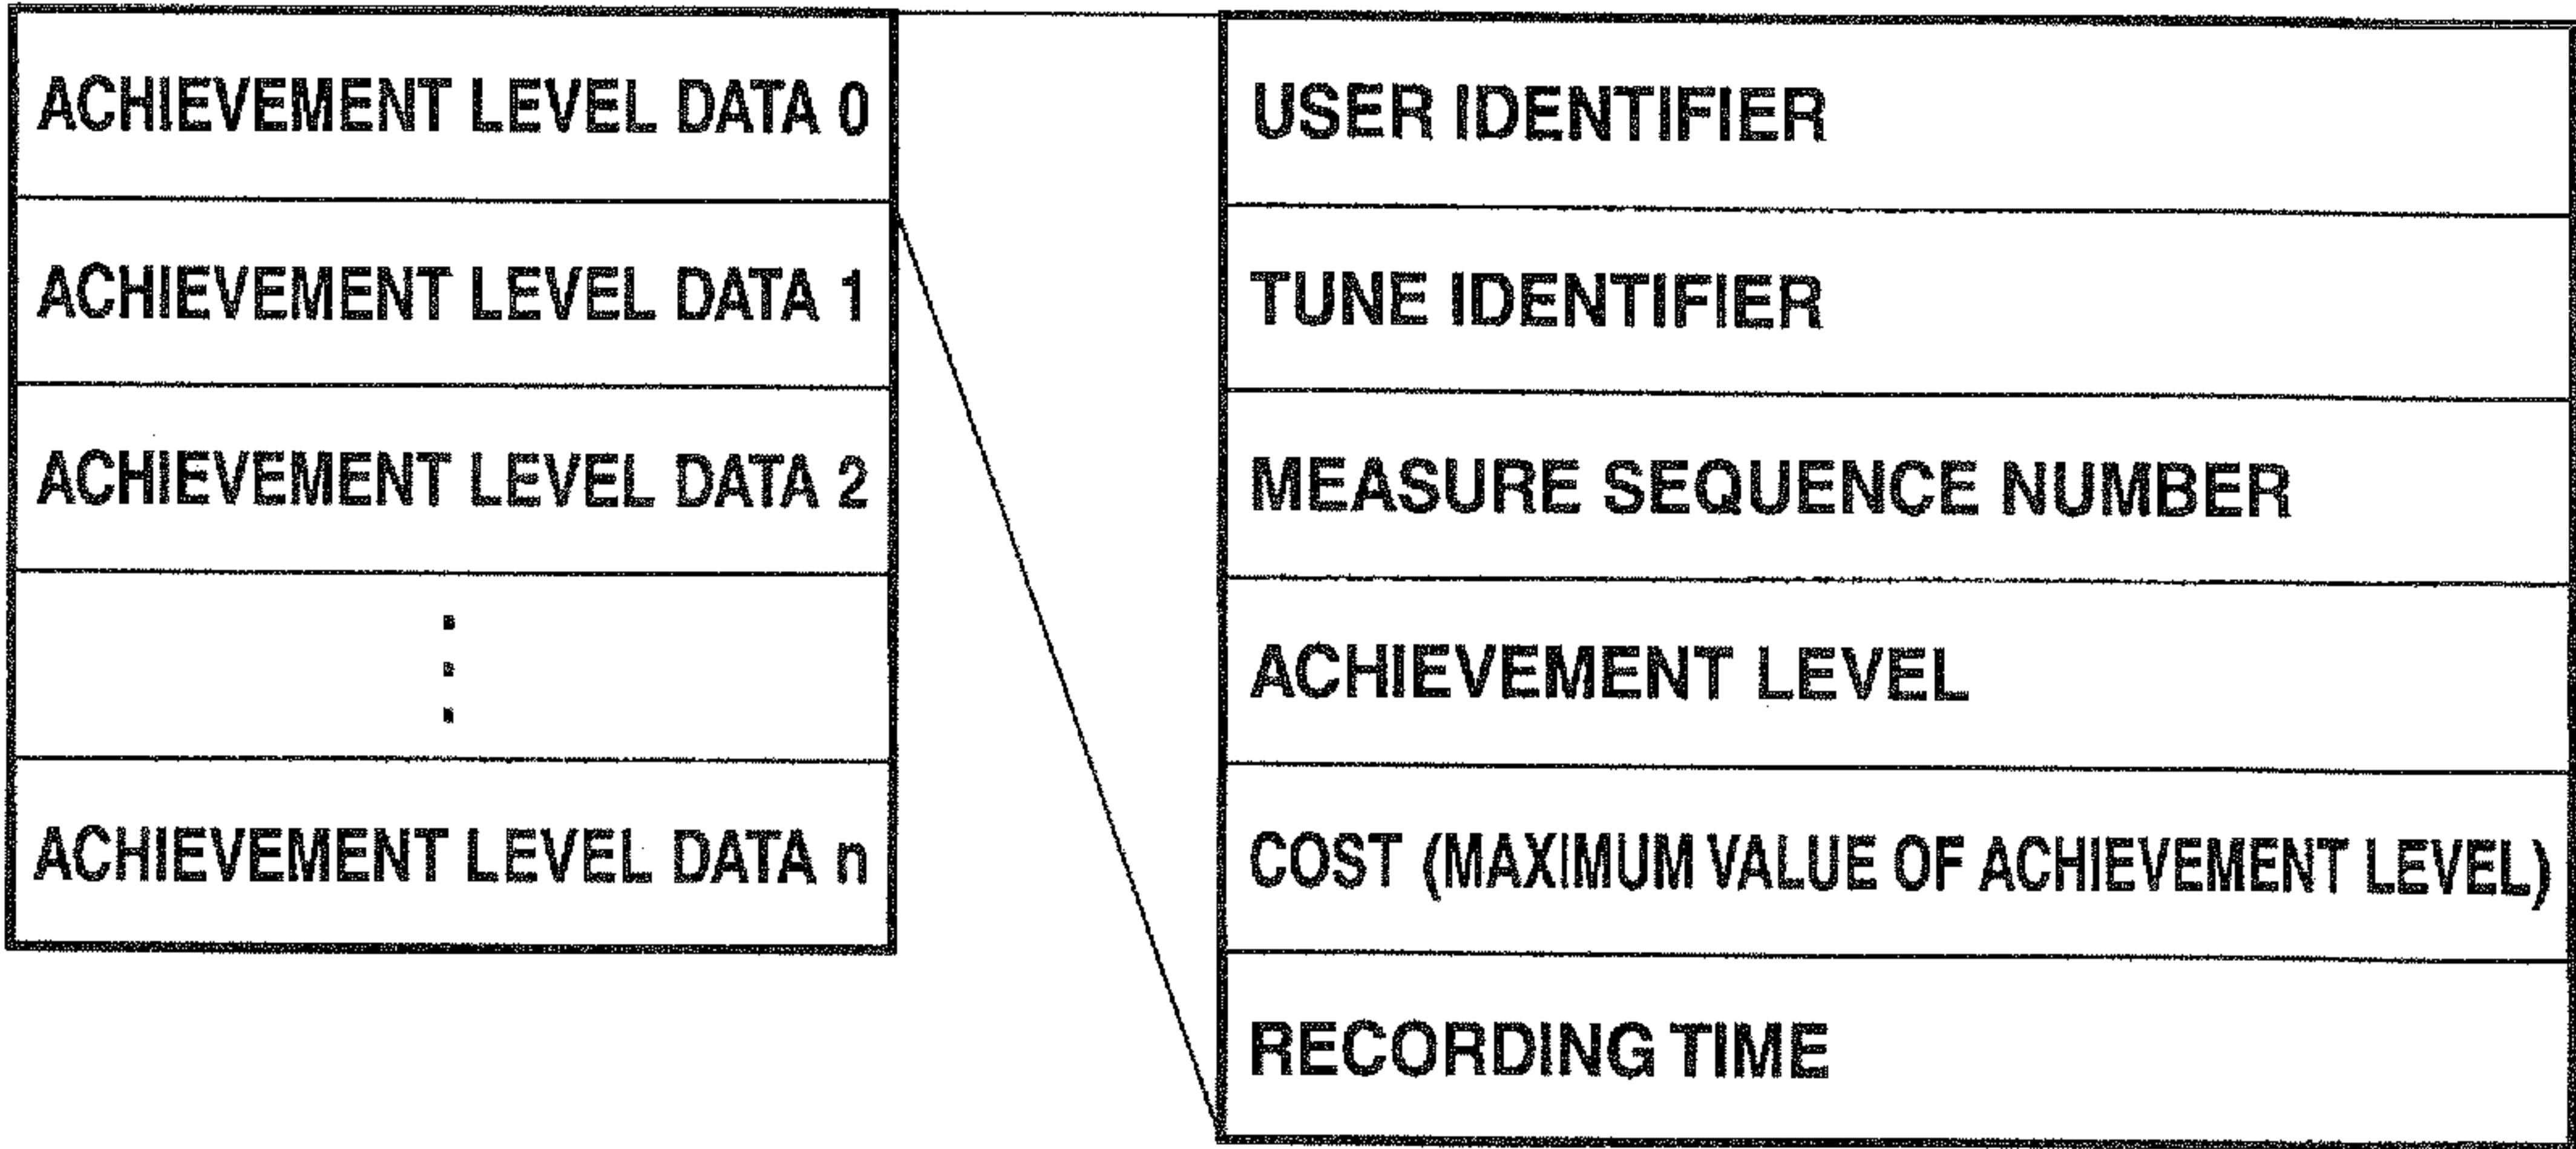 ACHIEVEMENT LEVEL DATA 0
ACHIEVEMENT LEVEL DATA 1
ACHIEVEMENT LEVEL DATA 2
ACHIEVEMENT LEVEL DATA n
USER IDENTIFIER
TUNE IDENTIFIER
MEASURE SEQUENCE NUMBER
ACHIEVEMENT LEVEL
COST (MAXIMUM VALUE OF ACHIEVEMENT LEVEL)
RECORDING TIME